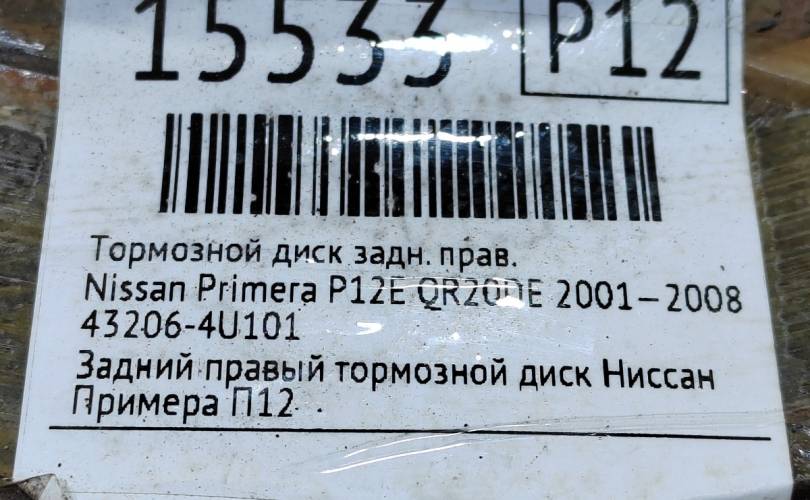 15533 P12
Тормозной диск задн. прав.
Nissan Primera P12E QR20DE 2001–2008
43206-4U101
Задний правый тормозной диск Ниссан
Примера П12